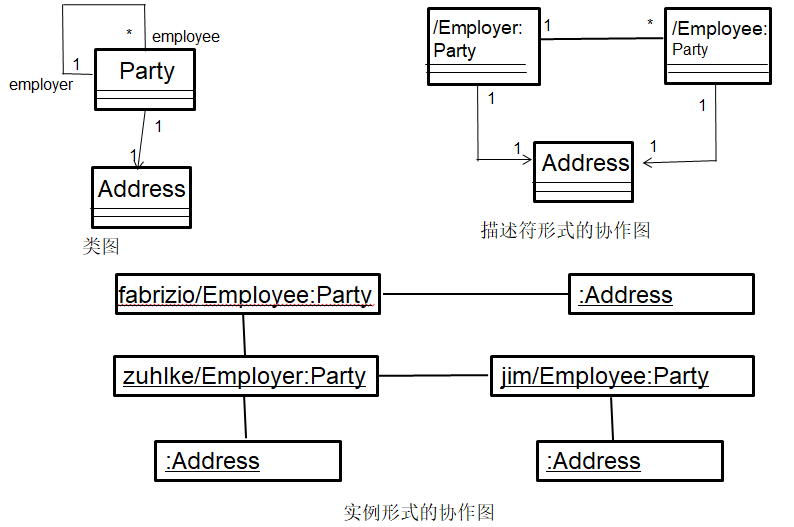 * employee
1
employer
Party
1
1
Address
类图
/Employer:
Party
1
*
/Employee:
Party
1
1
1
1
Address
描述符形式的协作图
fabrizio/Employee:Party
:Address
zuhlke/Employer:Party
jim/Employee:Party
:Address
:Address
实例形式的协作图